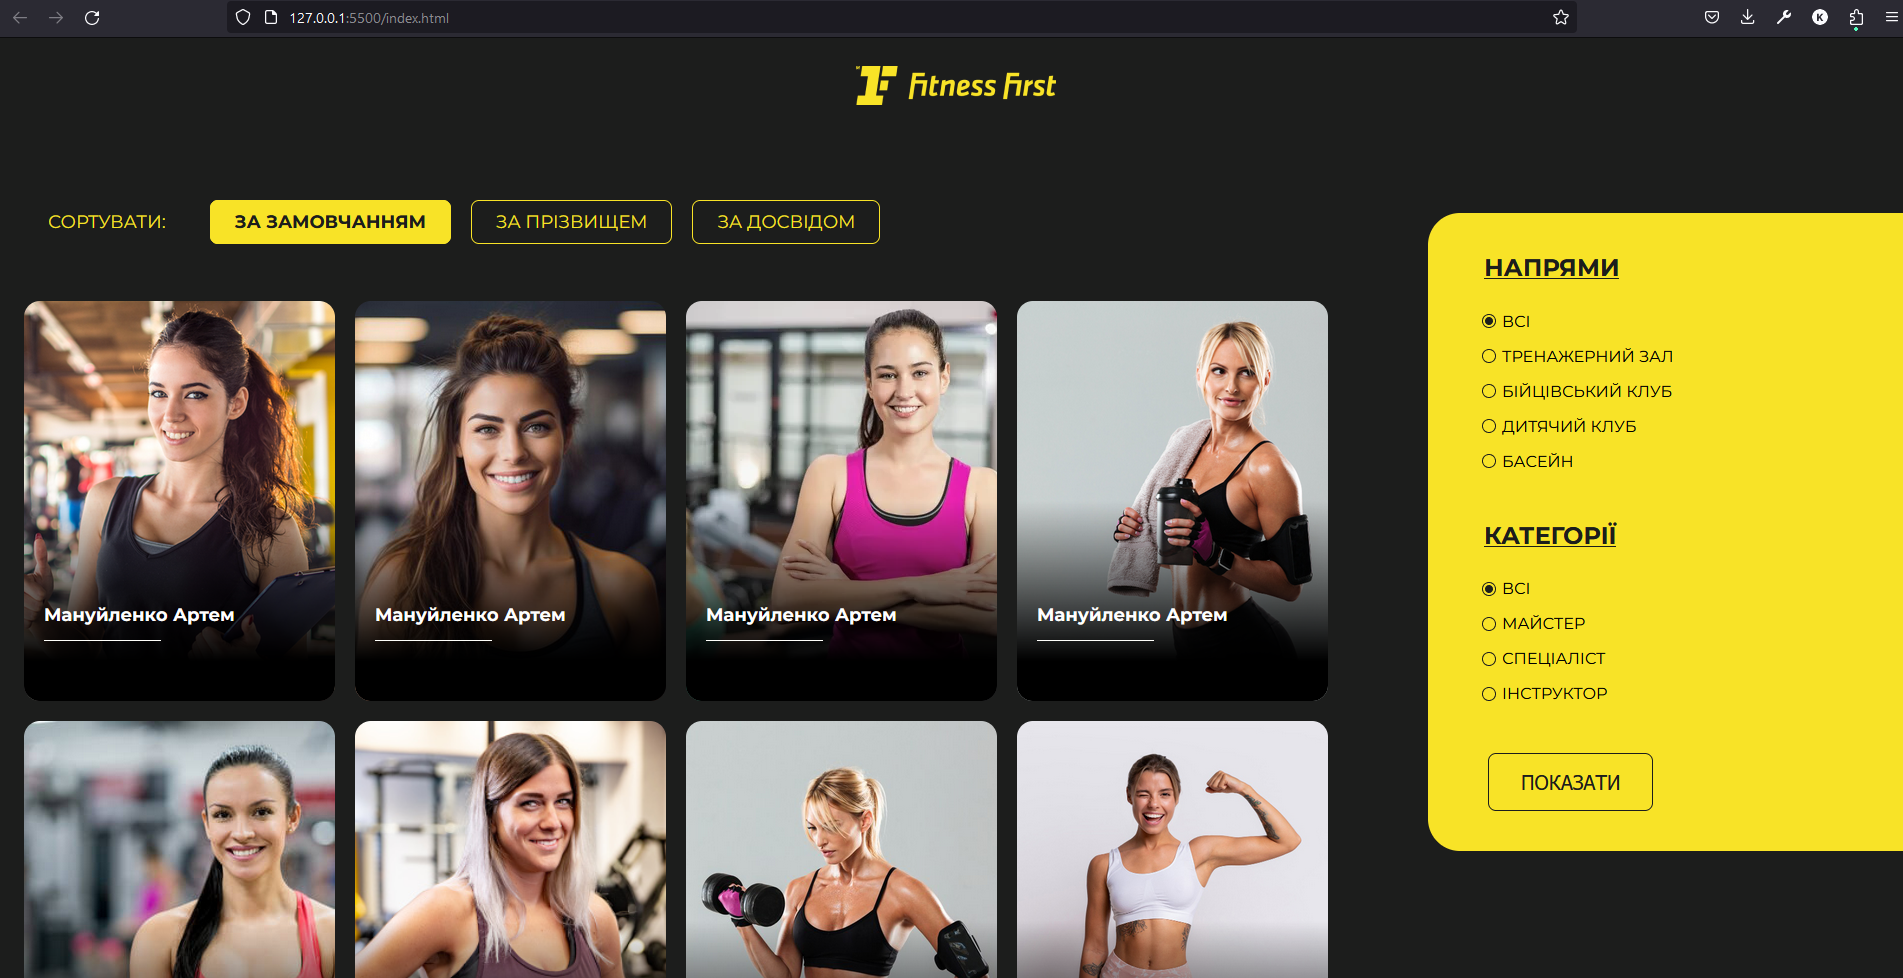 127.0.0.1:5500/index.html
K
Fitness First
СОРТУВАТИ:
ЗА ЗАМОВЧАННЯМ
ЗА ПРІЗВИЩЕМ
ЗА ДОСВІДОМ
Мануйленко Артем
Мануйленко Артем
Мануйленко Артем
Мануйленко Артем
НАПРЯМИ
ВСІ
ТРЕНАЖЕРНИЙ ЗАЛ
БІЙЦІВСЬКИЙ КЛУБ
ДИТЯЧИЙ КЛУБ
БАСЕЙН
КАТЕГОРІЇ
ВСІ
МАЙСТЕР
СПЕЦІАЛІСТ
ІНСТРУКТОР
ПОКАЗАТИ